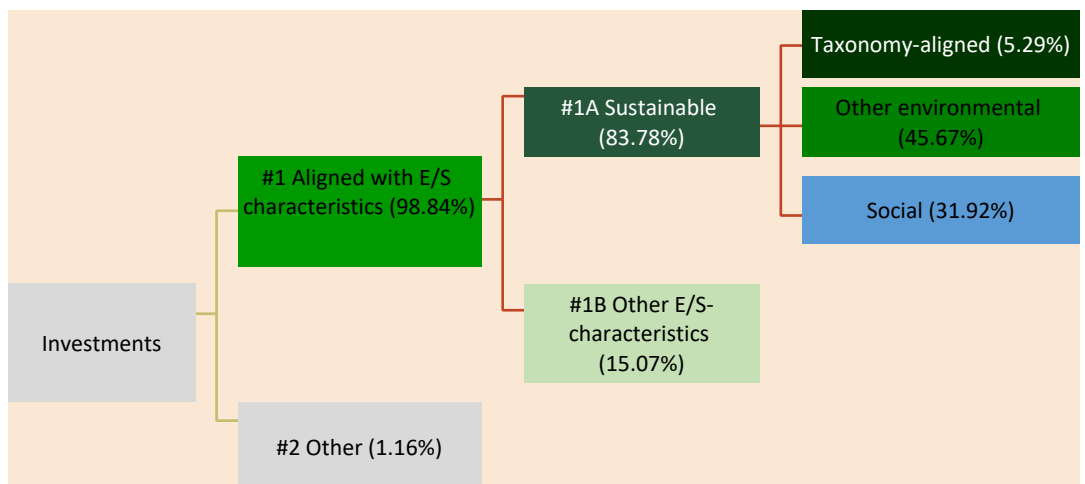 Taxonomy-aligned (5.29%)
#1A Sustainable
(83.78%)
Other environmental
(45.67%)
#1 Aligned with E/S
characteristics (98.84%)
Social (31.92%)
#1B Other E/S-
characteristics
(15.07%)
Investments
#2 Other (1.16%)